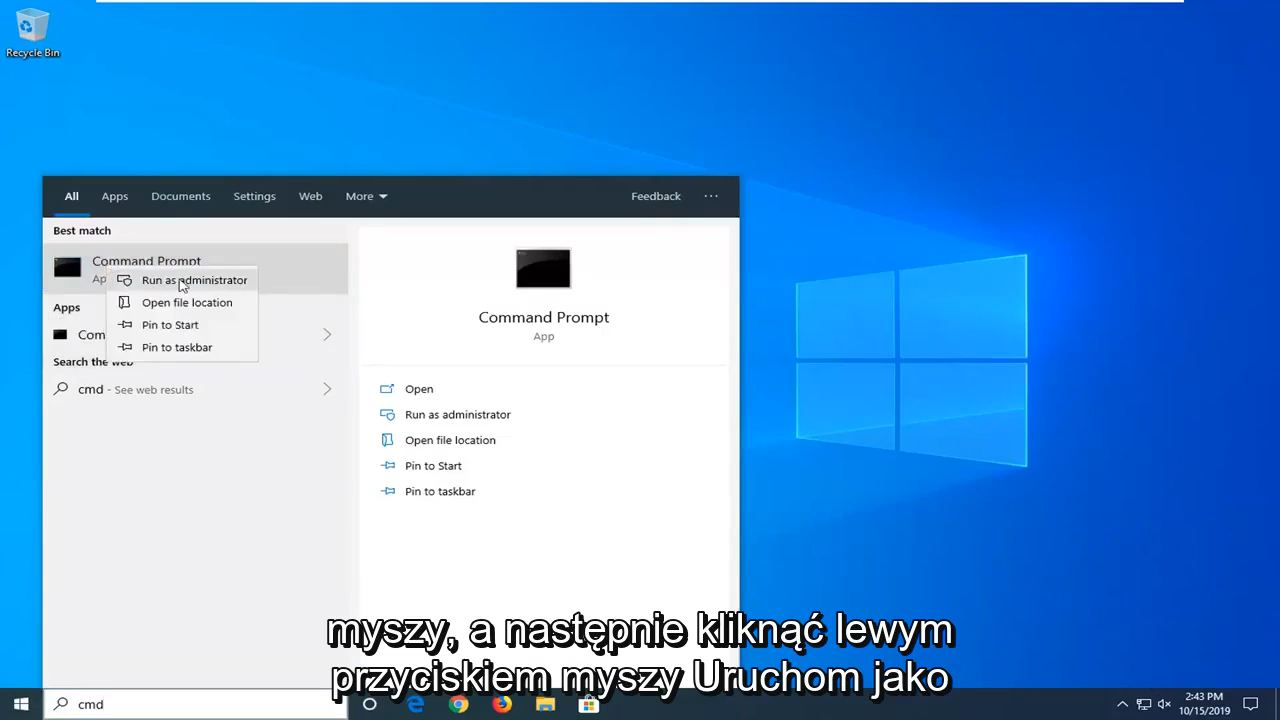 Recycle Bin
All Apps Documents Settings Web More Feedback ...
Best match
Command Prompt
App
Run as administrator
Open file location
Pin to Start
Pin to taskbar
Apps
Search the web
cmd - See web results
Command Prompt
App
Open
Run as administrator
Open file location
Pin to Start
Pin to taskbar
myszy, a następnie kliknąć lewym
przyciskiem myszy Uruchom jako
cmd
2:43 PM
10/15/2019